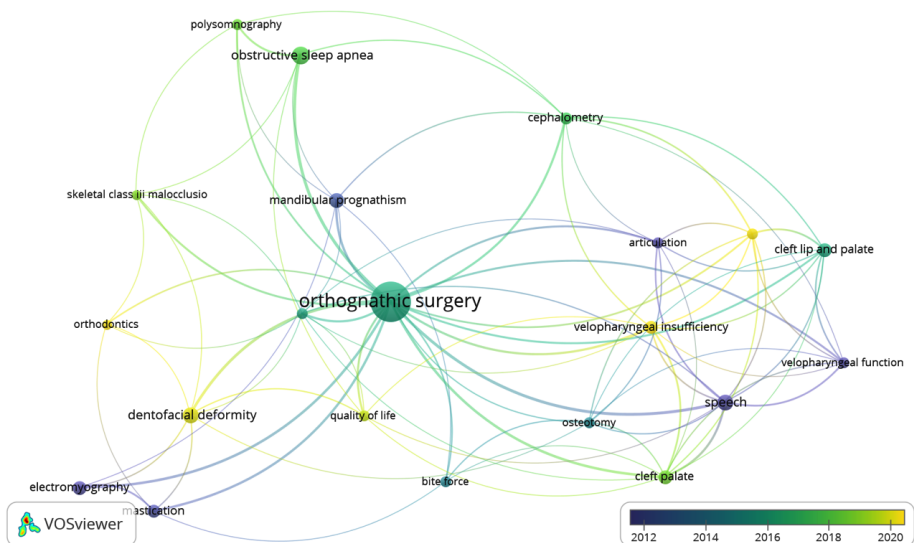 polysomnography
obstructive sleep apnea
cephalometry
skeletal class iii malocclusio
mandibular prognathism
articulation
cleft lip and palate
orthognathic surgery
orthodontics
velopharyngeal insufficiency
velopharyngeal function
dentofacial deformity
quality of life
speech
osteotomy
cleft palate
bite force
electromyography
mastication
VOSviewer
2012 2014 2016 2018 2020